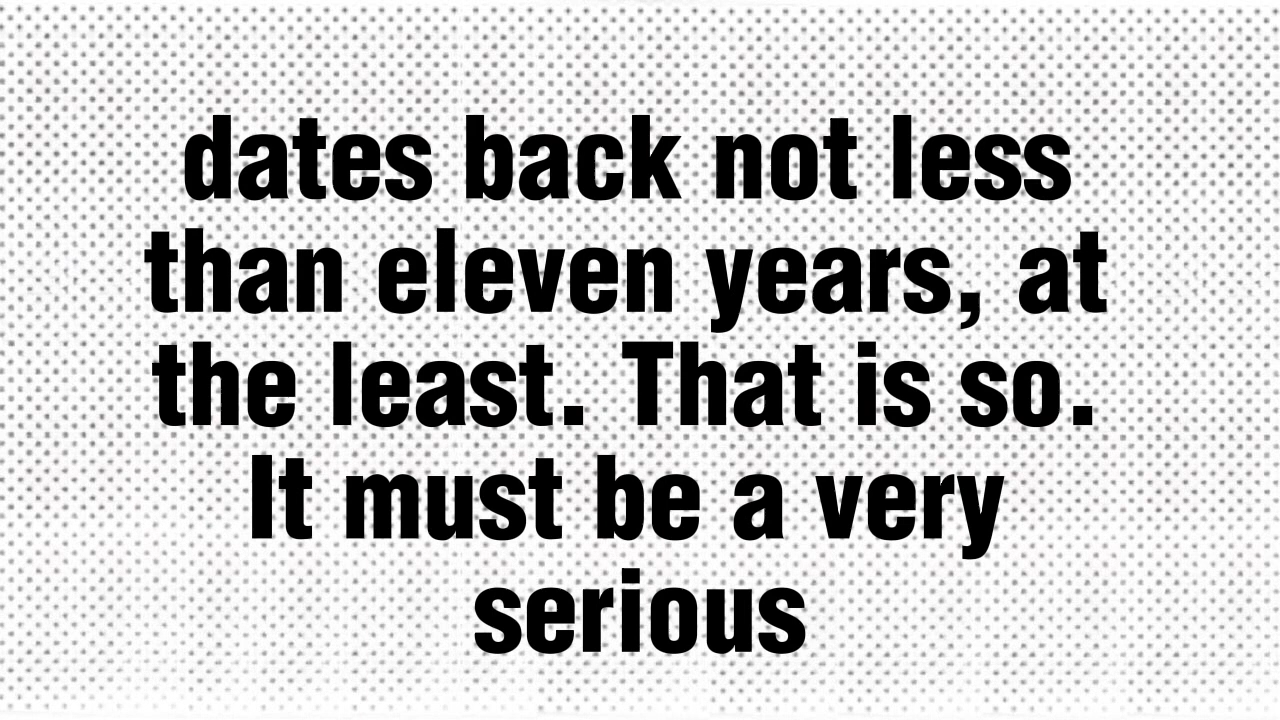 dates back not less
than eleven years, at
the least. That is so.
It must be a very
serious